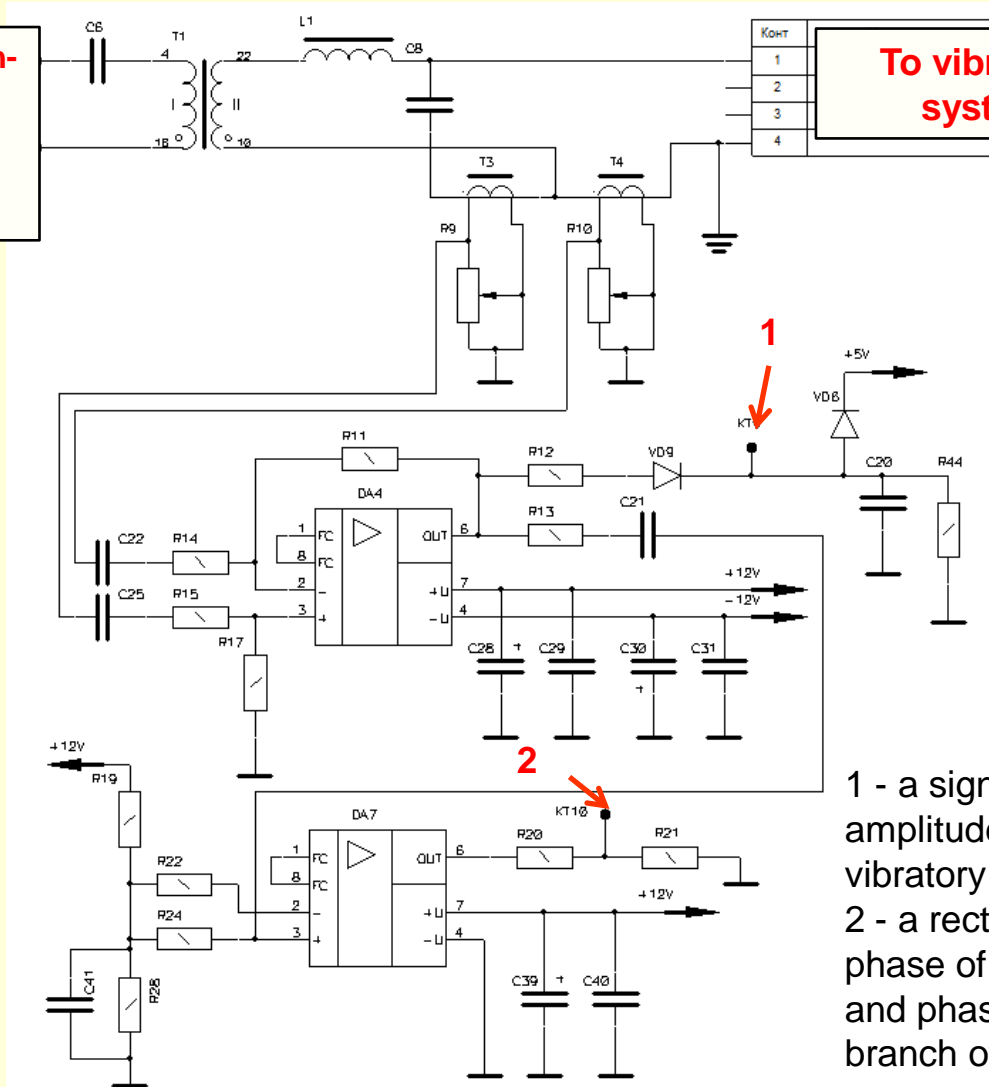 n-
To vibr
syst
Конт
1
2
3
4
C6
T1
4
22
I
II
16
10
L1
C8
T3
T4
R9
R10
1
+5V
VD8
KT
R11
R12
VD9
C20
R44
DA4
R13
C21
1
FC
OUT
6
8
FC
C22
R14
2
-
+U
7
+12V
C25
R15
3
+
-U
4
-12V
R17
C28
+
C29
C30
+
C31
2
+12V
R19
DA7
KT10
R20
R21
1
FC
OUT
6
8
FC
R22
2
-
+U
7
+12V
R24
3
+
-U
4
C41
R28
C39
+
C40
1 - a sign
amplitude
vibratory
2 - a rect
phase of
and phas
branch o